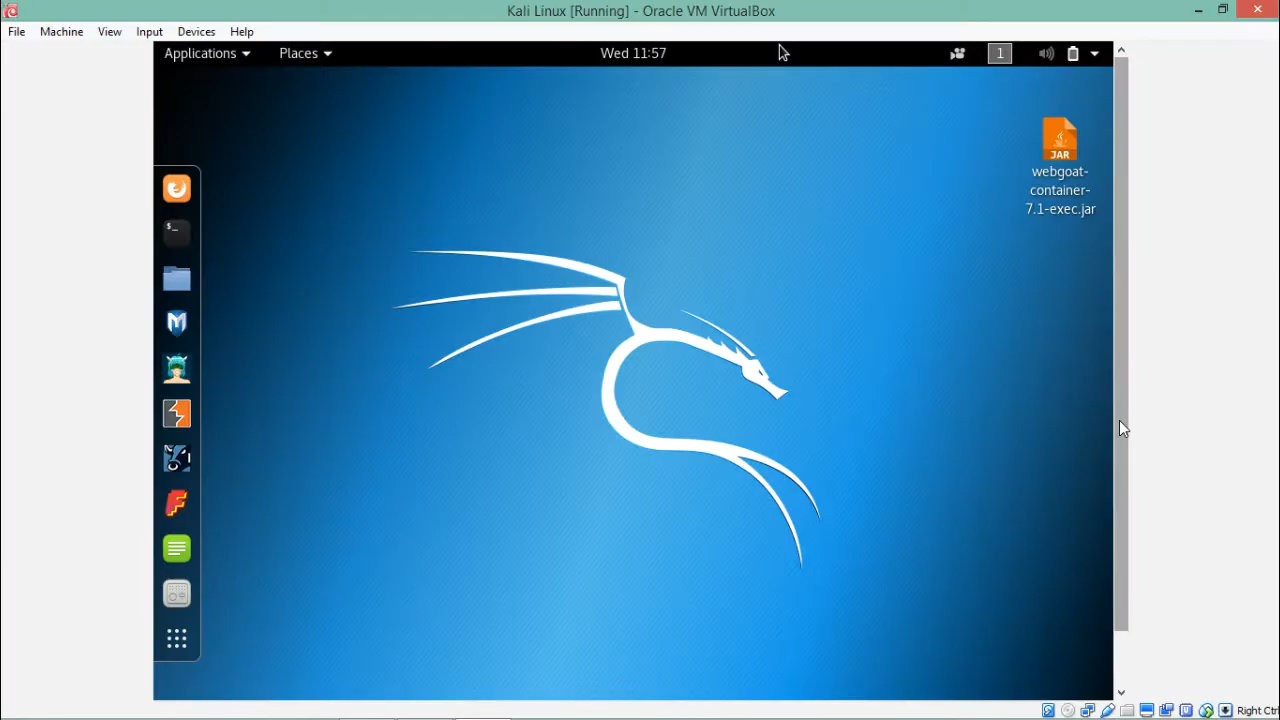 Kali Linux [Running] - Oracle VM VirtualBox
File Machine View Input Devices Help
Applications Places Wed 11:57 1
JAR
webgoat-
container-
7.1-exec.jar
$_
M
F
Right Ctrl